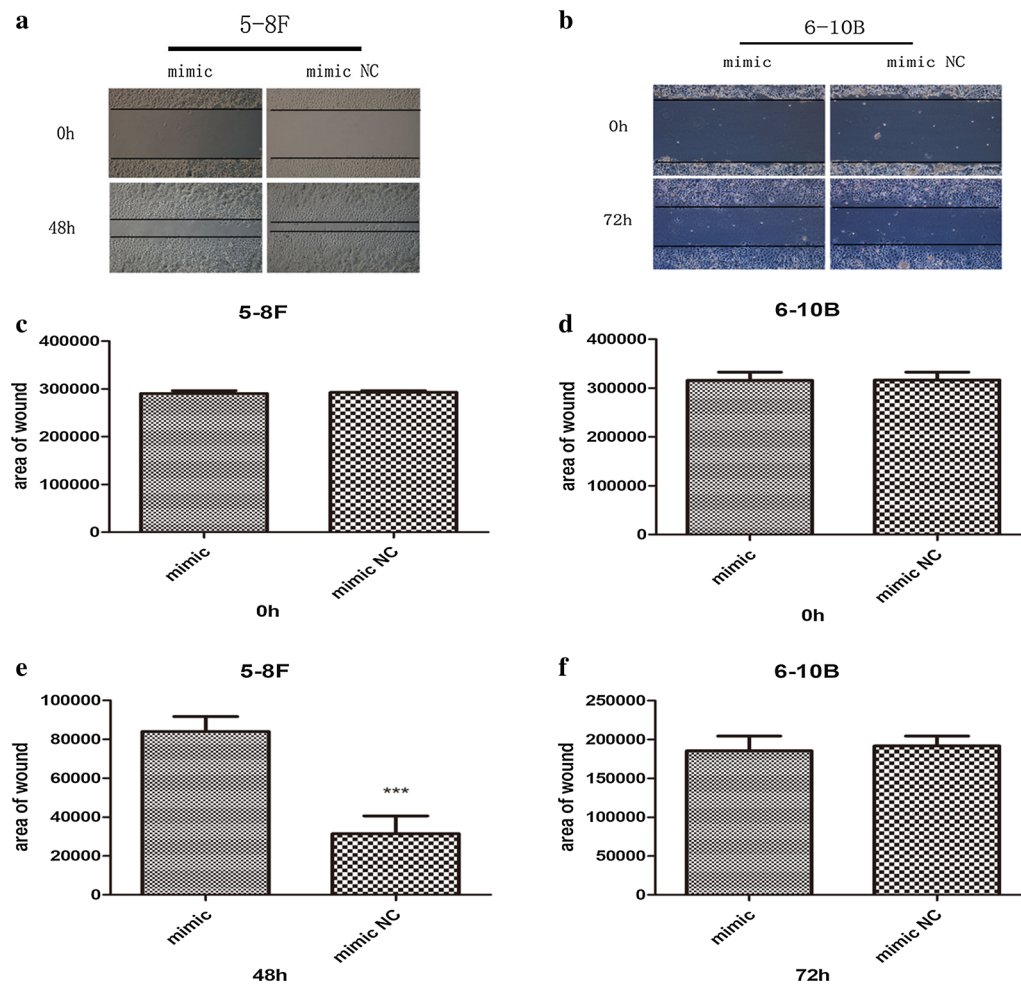 a
5-8F
mimic mimic NC
0h
48h
b
6-10B
mimic mimic NC
0h
72h
c
5-8F
area of wound
400000
300000
200000
100000
0
mimic
mimic NC
0h
d
6-10B
area of wound
400000
300000
200000
100000
0
mimic
mimic NC
0h
e
5-8F
area of wound
100000
80000
60000
40000
20000
0
***
mimic
mimic NC
48h
f
6-10B
area of wound
250000
200000
150000
100000
50000
0
mimic
mimic NC
72h